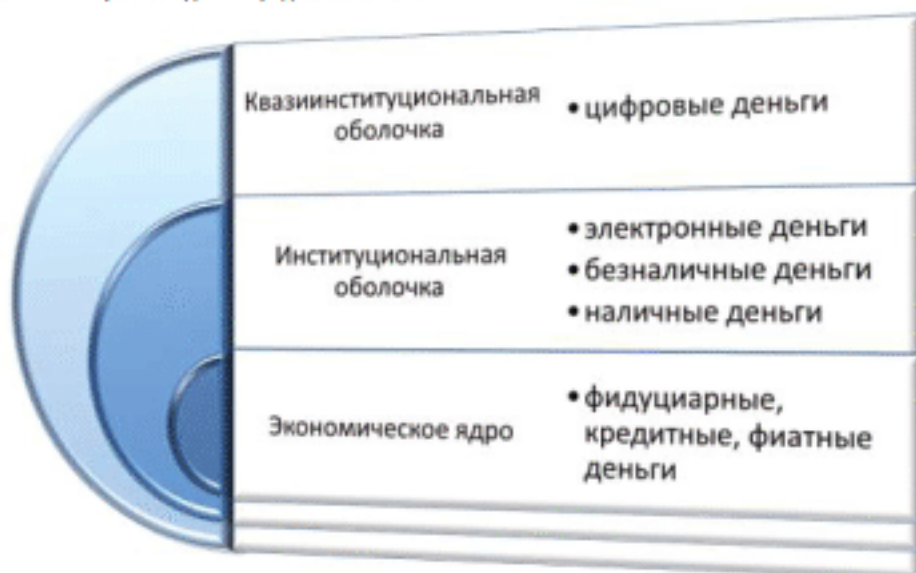 Квазиинституциональная
оболочка
• цифровые деньги
Институциональная
оболочка
• электронные деньги
• безналичные деньги
• наличные деньги
Экономическое ядро
• фидуциарные,
кредитные, фиатные
деньги